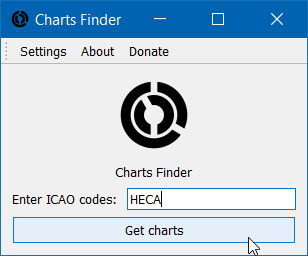 Charts Finder
Settings About Donate
Charts Finder
Enter ICAO codes: HECA
Get charts